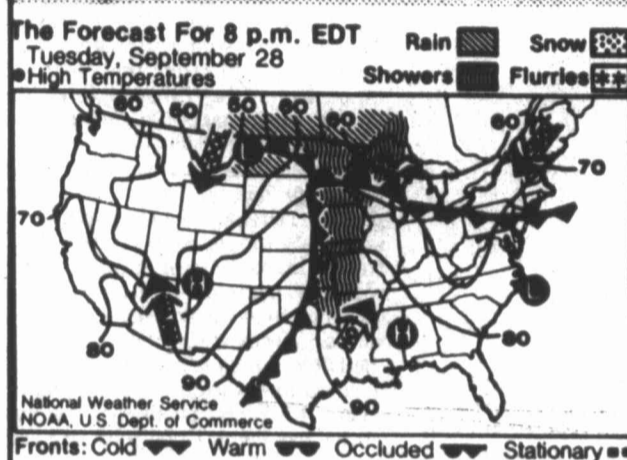 The Forecast For 8 p.m. EDT
Tuesday, September 28
High Temperatures
Rain
Snow
Showers
Flurries
60
50
50
60
60
60
70
70
80
80
90
90
H
H
L
National Weather Service
NOAA, U.S. Dept. of Commerce
Fronts: Cold
Warm
Occluded
Stationary